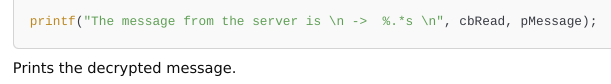 printf("The message from the server is \n ->  %.*s \n", cbRead, pMessage);
Prints the decrypted message.